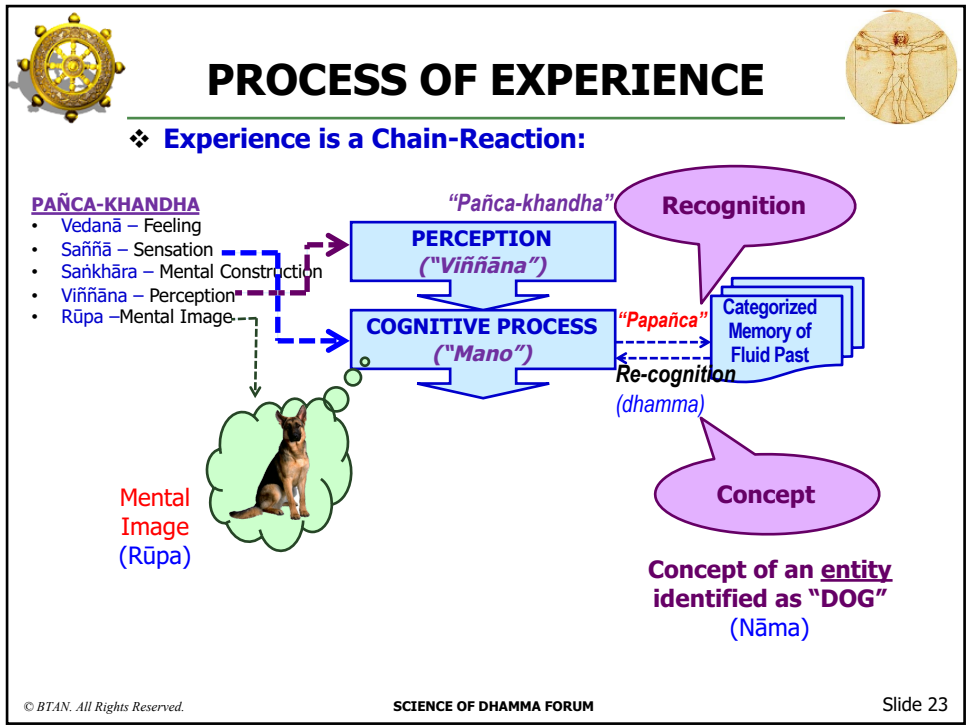 PROCESS OF EXPERIENCE
❖ Experience is a Chain-Reaction:
PAÑCA-KHANDHA
• Vedanā – Feeling
• Saññā – Sensation
• Saṅkhāra – Mental Construction
• Viññāna – Perception
• Rūpa –Mental Image
“Pañca-khandha”
PERCEPTION
(“Viññāna”)
COGNITIVE PROCESS
(“Mano”)
Recognition
“Papañca”
Categorized
Memory of
Fluid Past
Re-cognition
(dhamma)
Mental
Image
(Rūpa)
Concept
Concept of an entity
identified as “DOG”
(Nāma)
© BTAN. All Rights Reserved.
SCIENCE OF DHAMMA FORUM
Slide 23